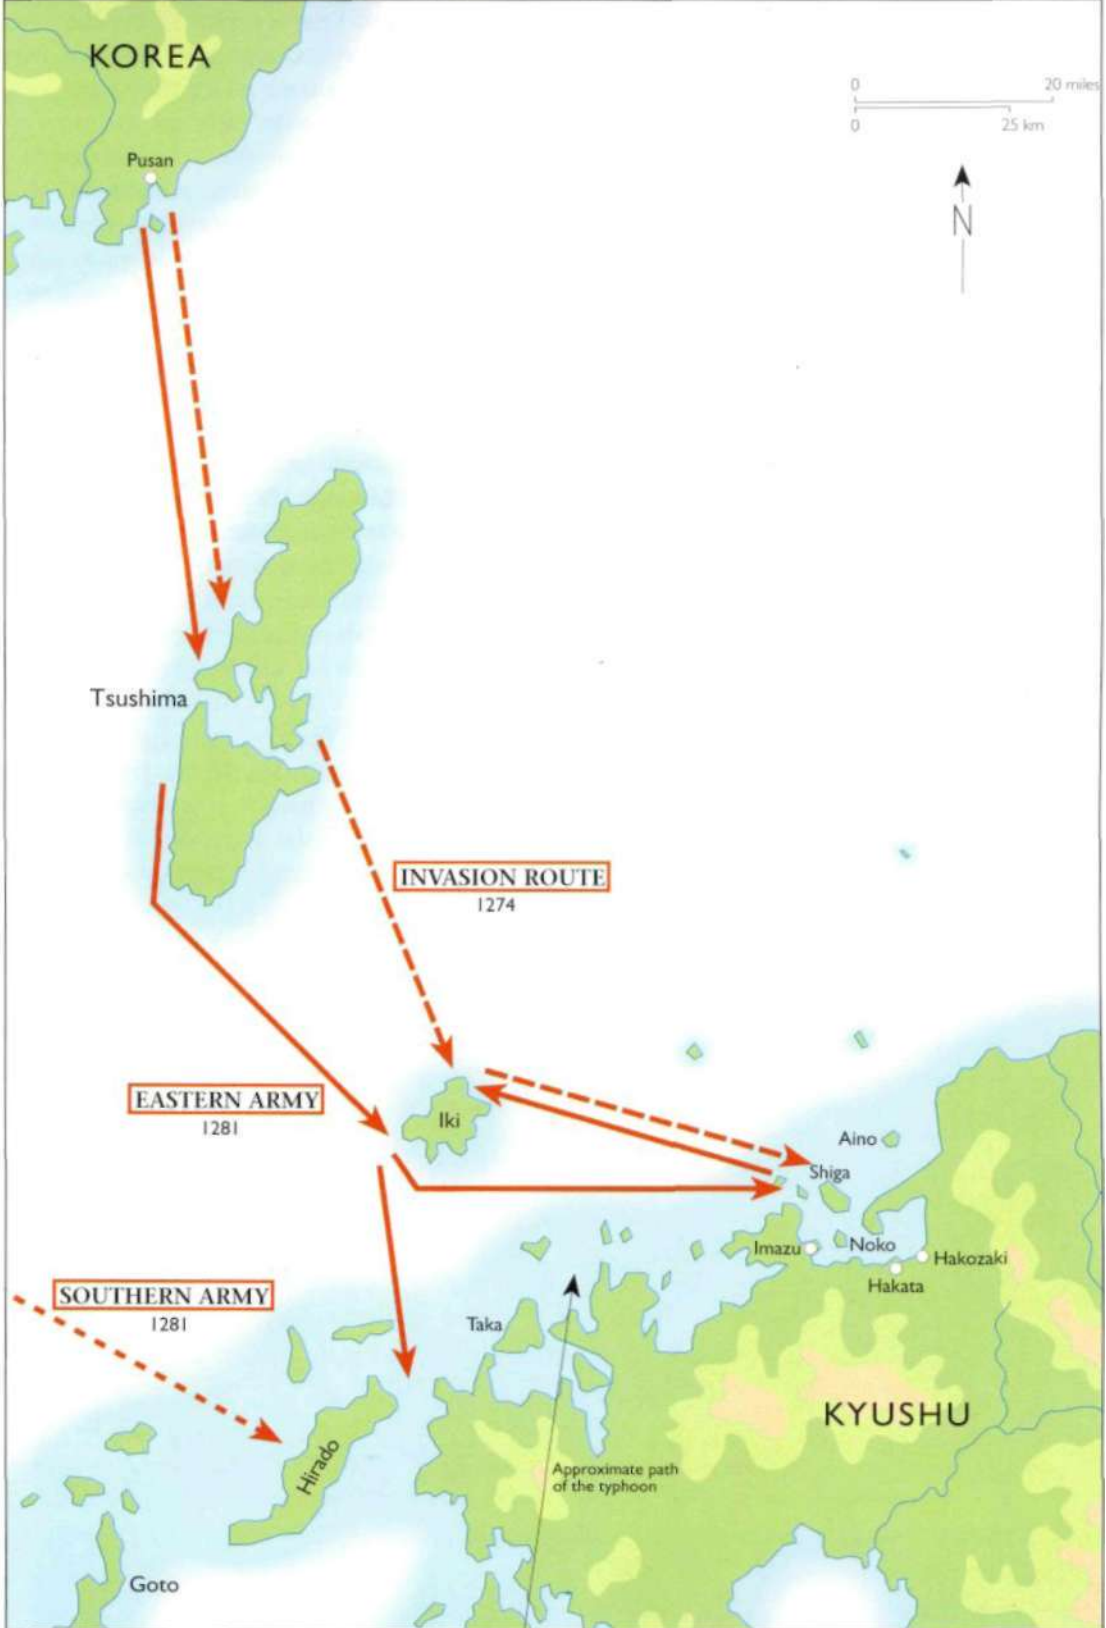 KOREA
0
20 miles
0
25 km
Pusan
N
Tsushima
INVASION ROUTE
1274
EASTERN ARMY
1281
Iki
Aino
Shiga
Imazu
Noko
Hakozaki
Hakata
SOUTHERN ARMY
1281
Taka
KYUSHU
Hirado
Approximate path
of the typhoon
Goto